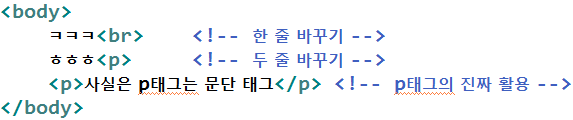 <body>
ㅋㅋㅋ<br> <!-- 한 줄 바꾸기 -->
ㅎㅎㅎ<p> <!-- 두 줄 바꾸기 -->
<p>사실은 p태그는 문단 태그</p> <!-- p태그의 진짜 활용 -->
</body>